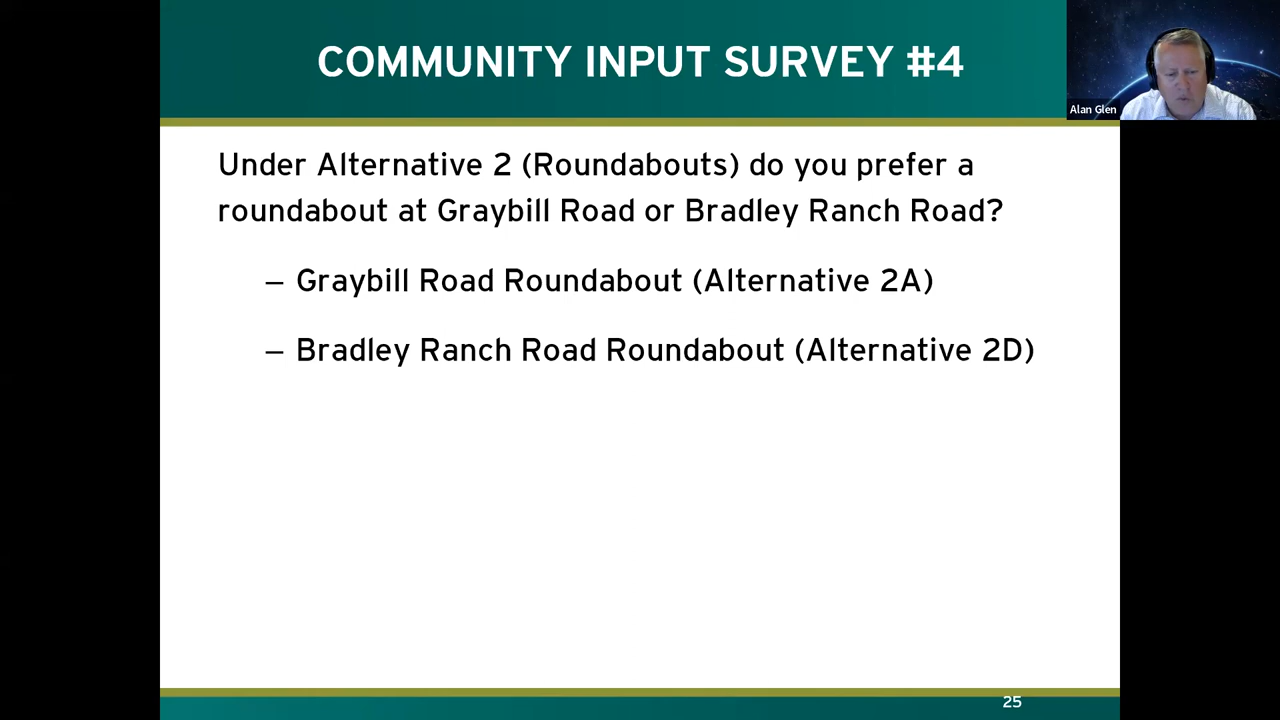 COMMUNITY INPUT SURVEY #4
Alan Glen
Under Alternative 2 (Roundabouts) do you prefer a
roundabout at Graybill Road or Bradley Ranch Road?
– Graybill Road Roundabout (Alternative 2A)
– Bradley Ranch Road Roundabout (Alternative 2D)
25